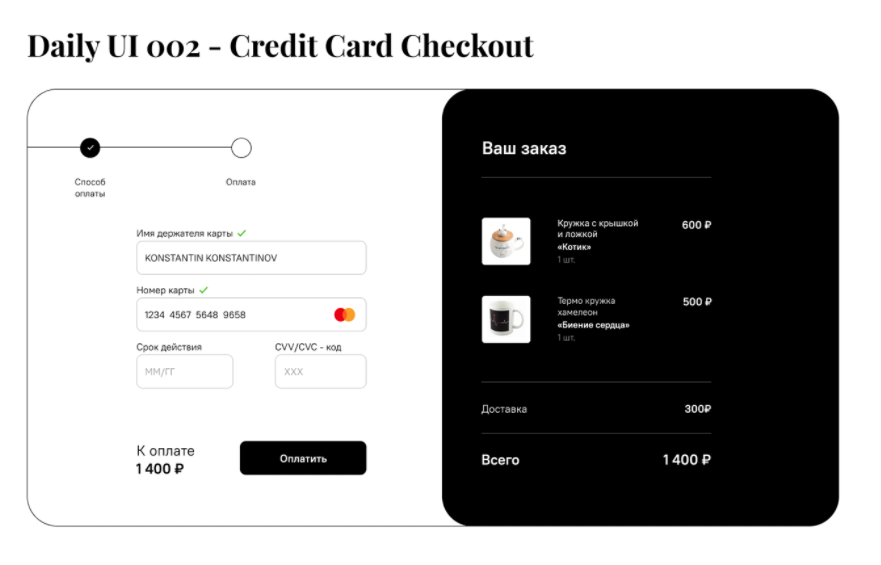 Daily UI 002 - Credit Card Checkout
Способ
оплаты
Оплата
Имя держателя карты
KONSTANTIN KONSTANTINOV
Номер карты
1234 4567 5648 9658
Срок действия
CVV/CVC - код
ММ/ГГ
XXX
К оплате
1 400 ₽
Оплатить
Ваш заказ
Кружка с крышкой
и ложкой
«Котик»
1 шт.
600 ₽
Термо кружка
хамелеон
«Биение сердца»
1 шт.
500 ₽
Доставка
300₽
Всего
1 400 ₽